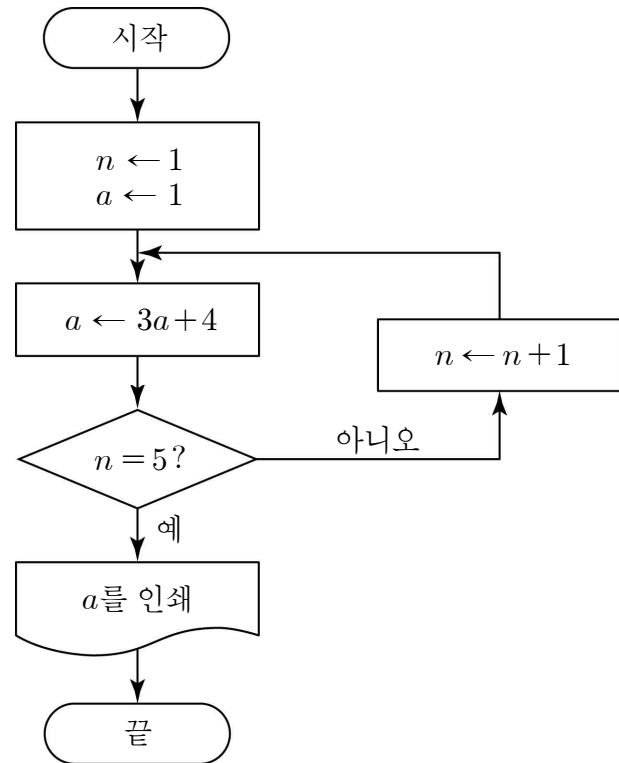 시작
n ← 1
a ← 1
a ← 3a+4
n ← n+1
n=5?
아니오
예
a를 인쇄
끝